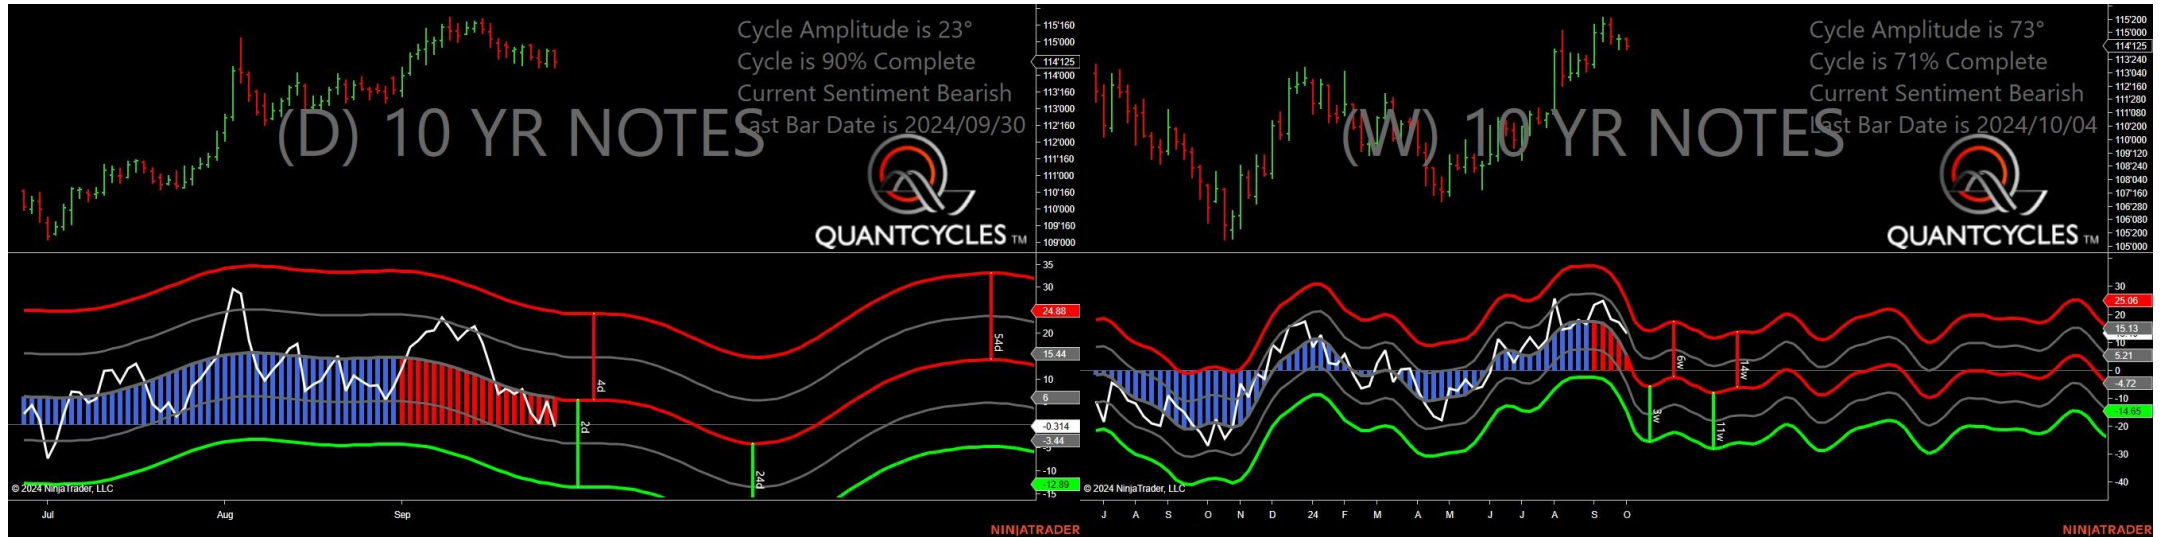 Cycle Amplitude is 23°
Cycle is 90% Complete
Current Sentiment Bearish
Last Bar Date is 2024/09/30
(D) 10 YR NOTES
QUANTCYCLES TM
115'160
115'000
114'125
114'000
113'160
113'000
112'160
112'000
111'160
111'000
110'160
110'000
109'160
109'000
35
30
24.88
20
15.44
10
6
-0.314
-3.44
-5
-10
-12.89
-15
4d
2d
24d
54d
© 2024 NinjaTrader, LLC
Jul Aug Sep
NINJATRADER
Cycle Amplitude is 73°
Cycle is 71% Complete
Current Sentiment Bearish
Last Bar Date is 2024/10/04
(W) 10 YR NOTES
QUANTCYCLES TM
115'200
115'000
114'125
113'240
113'040
112'160
111'280
111'080
110'200
110'000
109'120
108'240
108'040
107'160
106'280
106'080
105'200
105'000
30
25.06
20
15.13
10
5.21
0
-4.72
-10
-14.65
-20
-30
-40
6w
14w
3w
11w
© 2024 NinjaTrader, LLC
J A S O N D 24 F M A M J J A S O
NINJATRADER